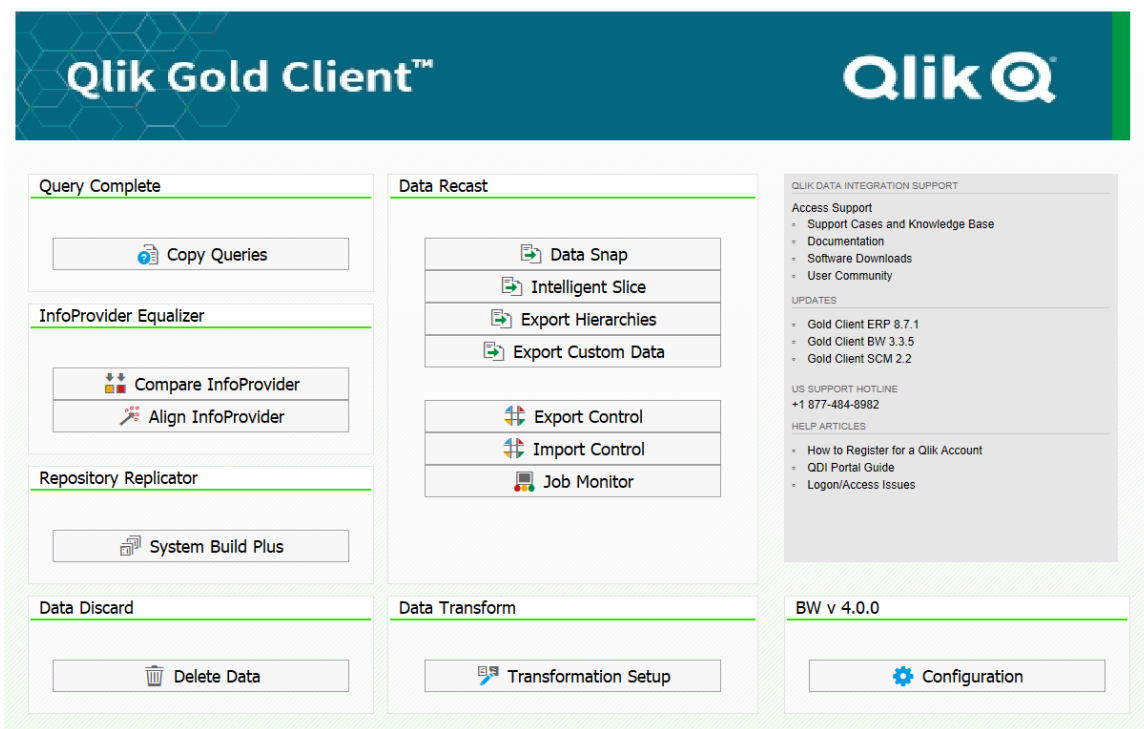 Qlik Gold Client™
Qlik
Query Complete
Copy Queries
InfoProvider Equalizer
Compare InfoProvider
Align InfoProvider
Repository Replicator
System Build Plus
Data Discard
Delete Data
Data Recast
Data Snap
Intelligent Slice
Export Hierarchies
Export Custom Data
Export Control
Import Control
Job Monitor
Data Transform
Transformation Setup
QLIK DATA INTEGRATION SUPPORT
Access Support
Support Cases and Knowledge Base
Documentation
Software Downloads
User Community
UPDATES
Gold Client ERP 8.7.1
Gold Client BW 3.3.5
Gold Client SCM 2.2
US SUPPORT HOTLINE
+1 877-484-8982
HELP ARTICLES
How to Register for a Qlik Account
QDI Portal Guide
Logon/Access Issues
BW v 4.0.0
Configuration